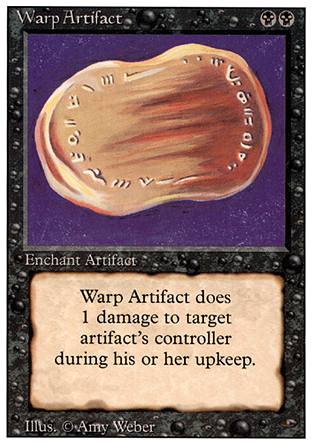 Warp Artifact
Enchant Artifact
Warp Artifact does
1 damage to target
artifact's controller
during his or her upkeep.
Illus. © Amy Weber